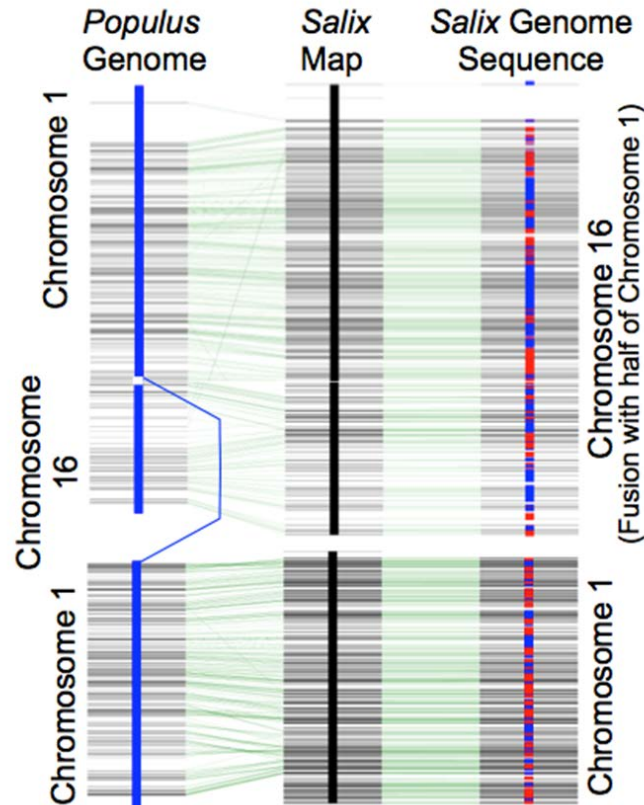 Populus
Genome
Salix
Map
Salix Genome
Sequence
Chromosome 1
Chromosome
16
Chromosome 1
Chromosome 16
(Fusion with half of Chromosome 1)
Chromosome 1